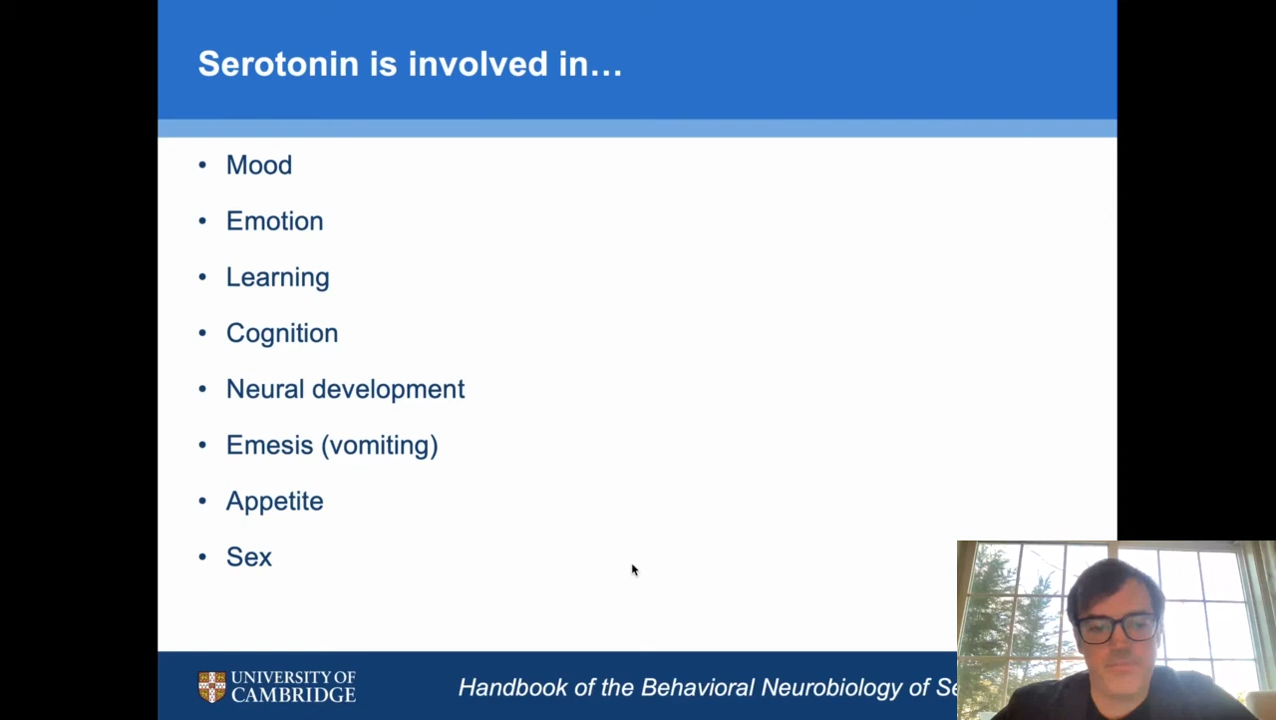 Serotonin is involved in…
• Mood
• Emotion
• Learning
• Cognition
• Neural development
• Emesis (vomiting)
• Appetite
• Sex
UNIVERSITY OF
CAMBRIDGE
Handbook of the Behavioral Neurobiology of